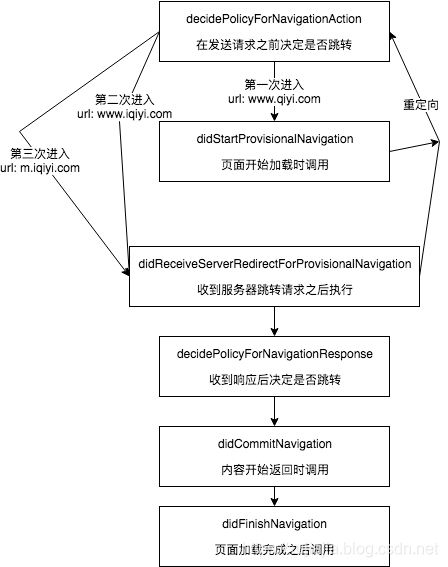 decidePolicyForNavigationAction
在发送请求之前决定是否跳转
第一次进入
url: www.qiyi.com
第二次进入
url: www.iqiyi.com
重定向
didStartProvisionalNavigation
页面开始加载时调用
第三次进入
url: m.iqiyi.com
didReceiveServerRedirectForProvisionalNavigation
收到服务器跳转请求之后执行
decidePolicyForNavigationResponse
收到响应后决定是否跳转
didCommitNavigation
内容开始返回时调用
didFinishNavigation
页面加载完成之后调用